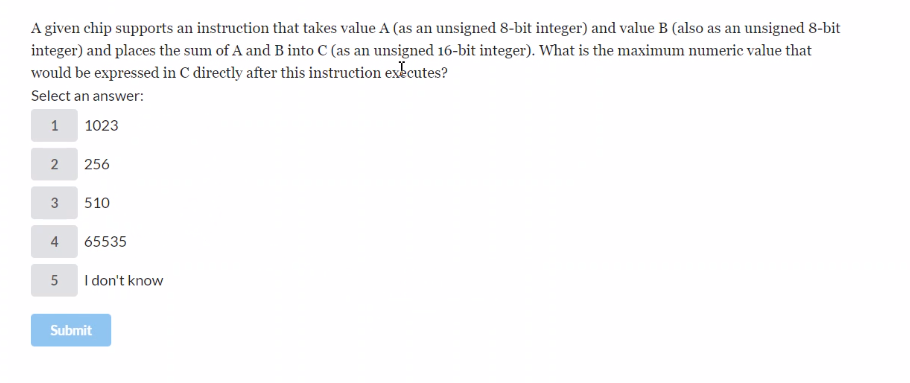 A given chip supports an instruction that takes value A (as an unsigned 8-bit integer) and value B (also as an unsigned 8-bit
integer) and places the sum of A and B into C (as an unsigned 16-bit integer). What is the maximum numeric value that
would be expressed in C directly after this instruction executes?
Select an answer:
1 1023
2 256
3 510
4 65535
5 I don't know
Submit